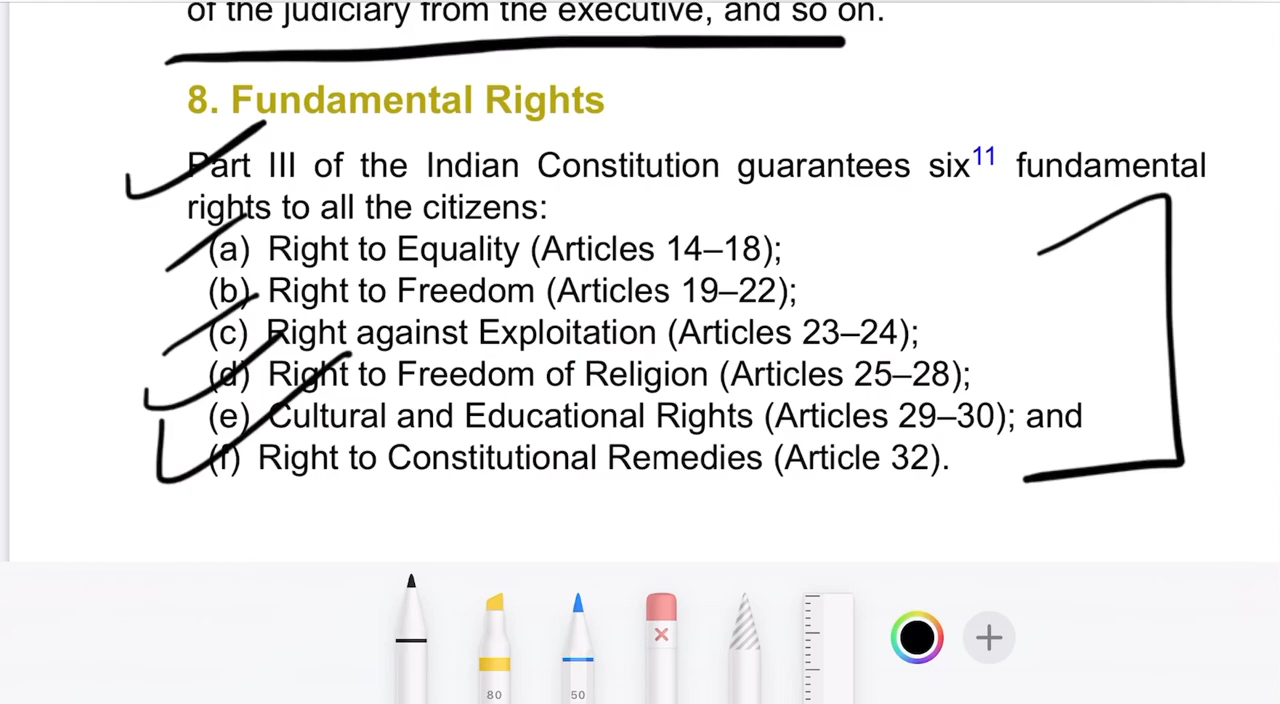 of the judiciary from the executive, and so on.
8. Fundamental Rights
Part III of the Indian Constitution guarantees six11 fundamental
rights to all the citizens:
(a) Right to Equality (Articles 14–18);
(b) Right to Freedom (Articles 19–22);
(c) Right against Exploitation (Articles 23–24);
(d) Right to Freedom of Religion (Articles 25–28);
(e) Cultural and Educational Rights (Articles 29–30); and
(f) Right to Constitutional Remedies (Article 32).
80
50